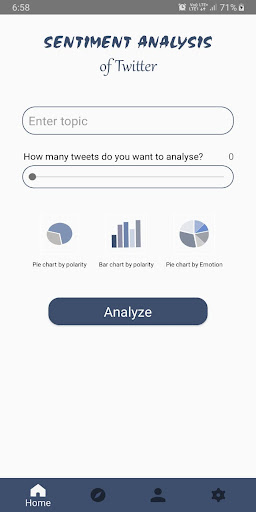 6:58
71%
SENTIMENT ANALYSIS
of Twitter
Enter topic
How many tweets do you want to analyse? 0
Pie chart by polarity Bar chart by polarity Pie chart by Emotion
Analyze
Home